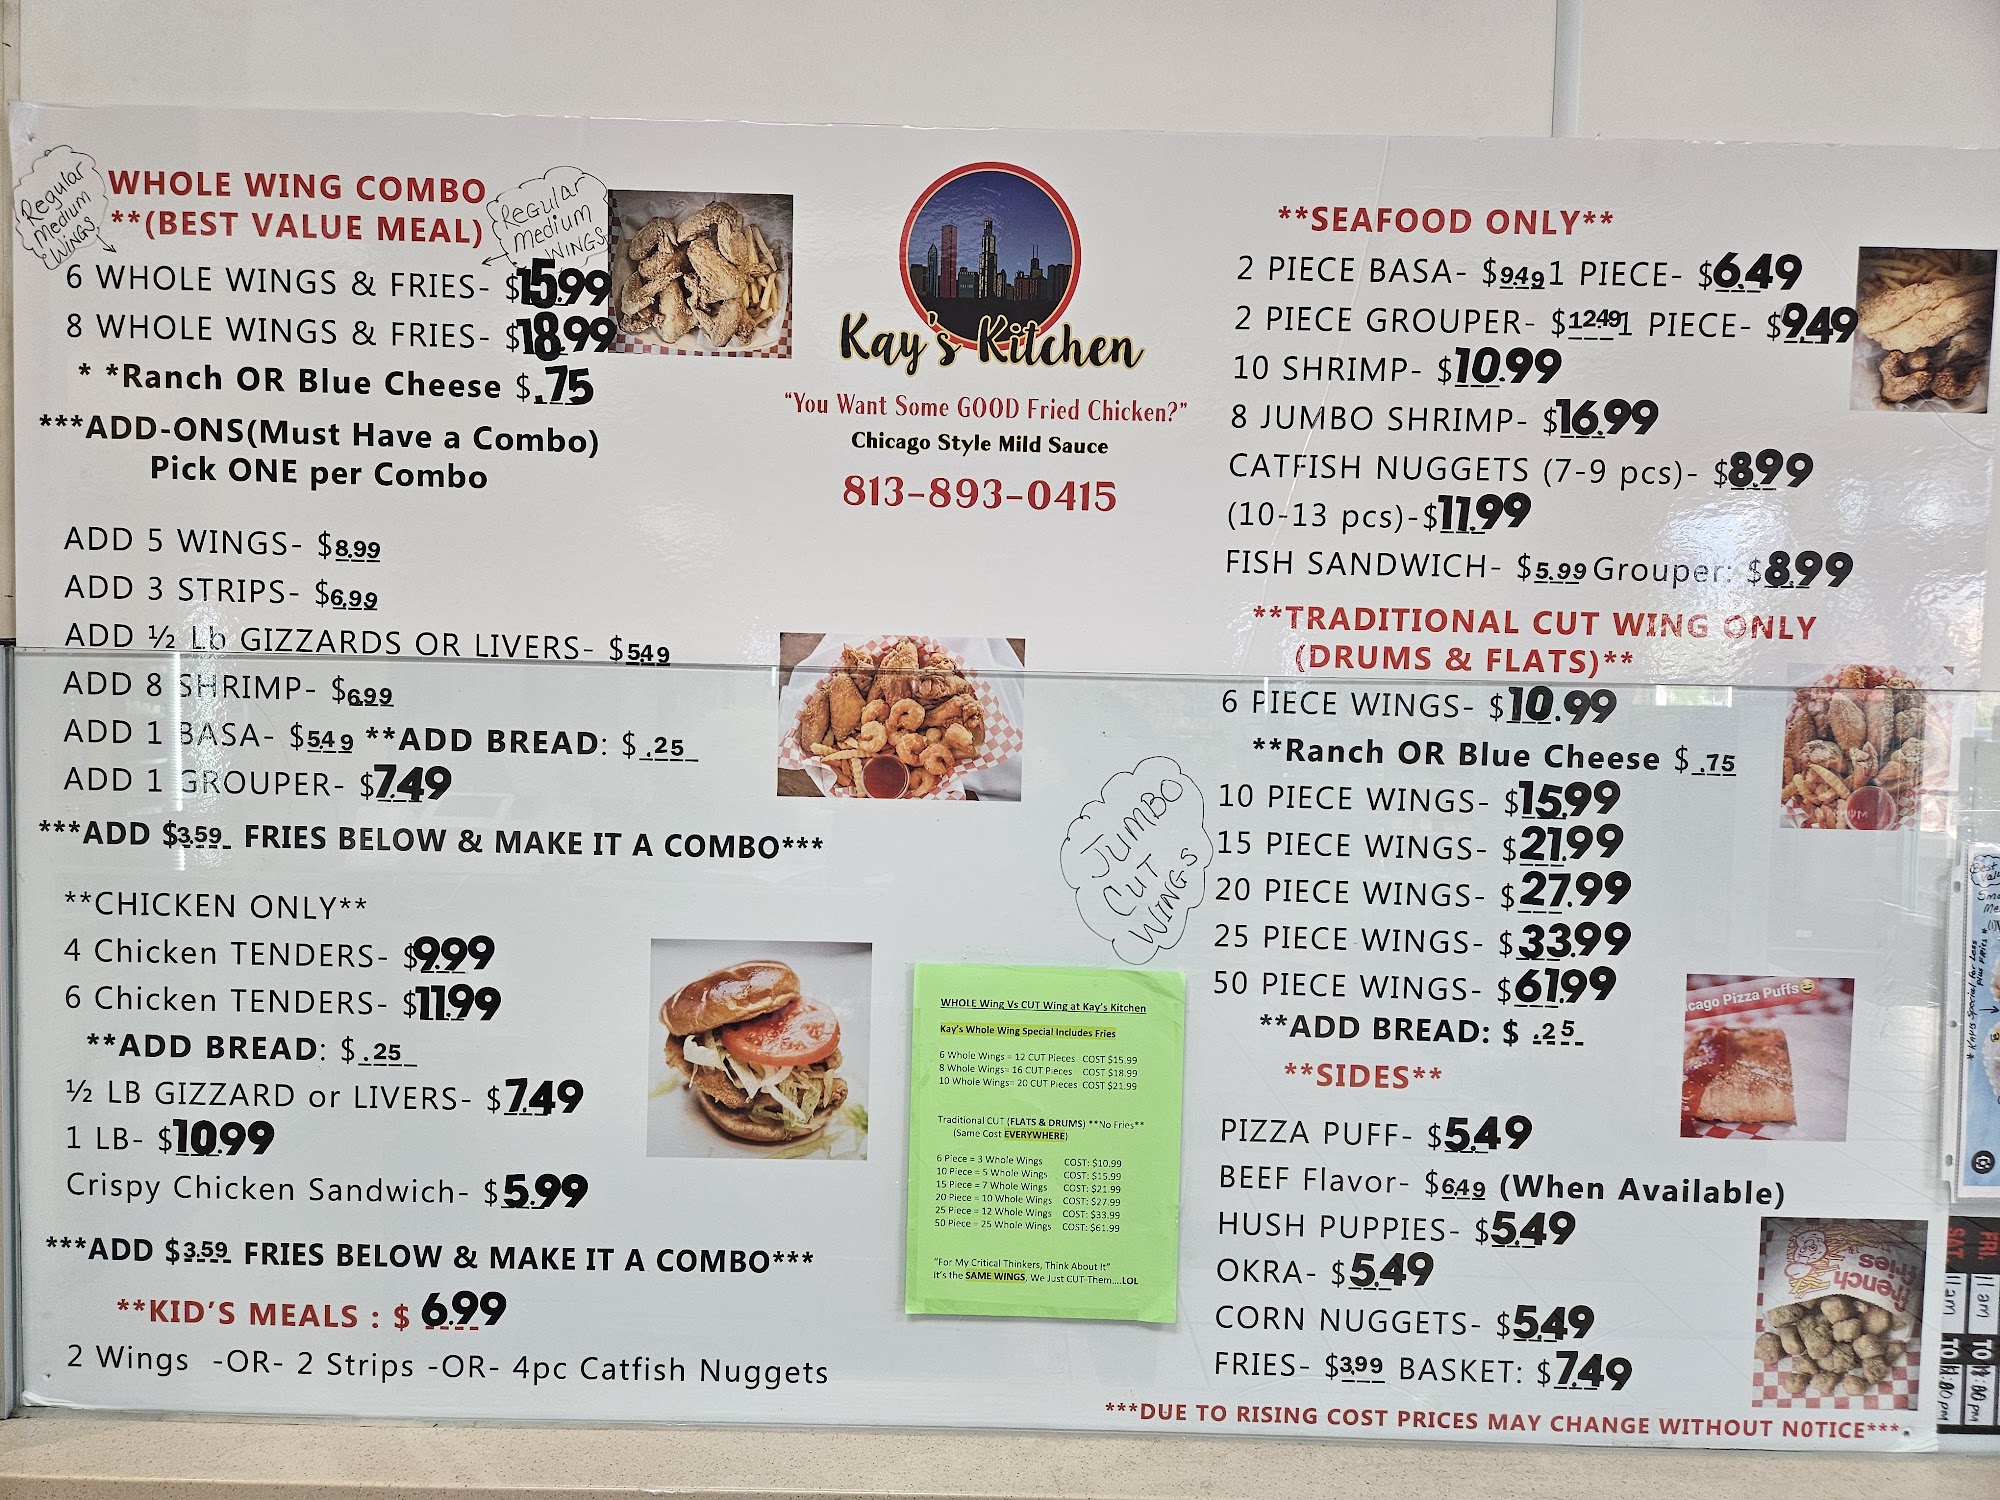 Regular
Medium
WINGS
WHOLE WING COMBO
**(BEST VALUE MEAL)
REGULAR
medium
WINGS
6 WHOLE WINGS & FRIES- $15.99
8 WHOLE WINGS & FRIES- $18.99
* *Ranch OR Blue Cheese $.75
***ADD-ONS(Must Have a Combo)
Pick ONE per Combo
ADD 5 WINGS- $8.99
ADD 3 STRIPS- $6.99
ADD ½ Lb GIZZARDS OR LIVERS- $5.49
ADD 8 SHRIMP- $6.99
ADD 1 BASA- $5.49 **ADD BREAD: $ .25
ADD 1 GROUPER- $7.49
***ADD $3.59 FRIES BELOW & MAKE IT A COMBO***
**CHICKEN ONLY**
4 Chicken TENDERS- $9.99
6 Chicken TENDERS- $11.99
**ADD BREAD: $ .25
½ LB GIZZARD or LIVERS- $7.49
1 LB- $10.99
Crispy Chicken Sandwich- $5.99
***ADD $3.59 FRIES BELOW & MAKE IT A COMBO***
**KID'S MEALS : $ 6.99
2 Wings -OR- 2 Strips -OR- 4pc Catfish Nuggets
Kay's Kitchen
"You Want Some GOOD Fried Chicken?"
Chicago Style Mild Sauce
813-893-0415
JUMBO
CUT
WINGS
WHOLE Wing Vs CUT Wing at Kay's Kitchen
Kay's Whole Wing Special Includes Fries
6 Whole Wings = 12 CUT Pieces COST $15.99
8 Whole Wings= 16 CUT Pieces COST $18.99
10 Whole Wings= 20 CUT Pieces COST $21.99
Traditional CUT (FLATS & DRUMS) **No Fries**
(Same Cost EVERYWHERE)
6 Piece = 3 Whole Wings COST: $10.99
10 Piece = 5 Whole Wings COST: $15.99
15 Piece = 7 Whole Wings COST: $21.99
20 Piece = 10 Whole Wings COST: $27.99
25 Piece = 12 Whole Wings COST: $33.99
50 Piece = 25 Whole Wings COST: $61.99
"For My Critical Thinkers, Think About It"
It's the SAME WINGS, We Just CUT Them....LOL
**SEAFOOD ONLY**
2 PIECE BASA- $9.49 1 PIECE- $6.49
2 PIECE GROUPER- $12.49 1 PIECE- $9.49
10 SHRIMP- $10.99
8 JUMBO SHRIMP- $16.99
CATFISH NUGGETS (7-9 pcs)- $8.99
(10-13 pcs)-$11.99
FISH SANDWICH- $5.99 Grouper: $8.99
**TRADITIONAL CUT WING ONLY
(DRUMS & FLATS)**
6 PIECE WINGS- $10.99
**Ranch OR Blue Cheese $ .75
10 PIECE WINGS- $15.99
15 PIECE WINGS- $21.99
20 PIECE WINGS- $27.99
25 PIECE WINGS- $33.99
50 PIECE WINGS- $61.99
**ADD BREAD: $ .25
**SIDES**
PIZZA PUFF- $5.49
BEEF Flavor- $6.49 (When Available)
HUSH PUPPIES- $5.49
OKRA- $5.49
CORN NUGGETS- $5.49
FRIES- $3.99 BASKET: $7.49
***DUE TO RISING COST PRICES MAY CHANGE WITHOUT NOTICE***
cago Pizza Puffs
french
fries
FRI. 11am TO
SAT 11am TO